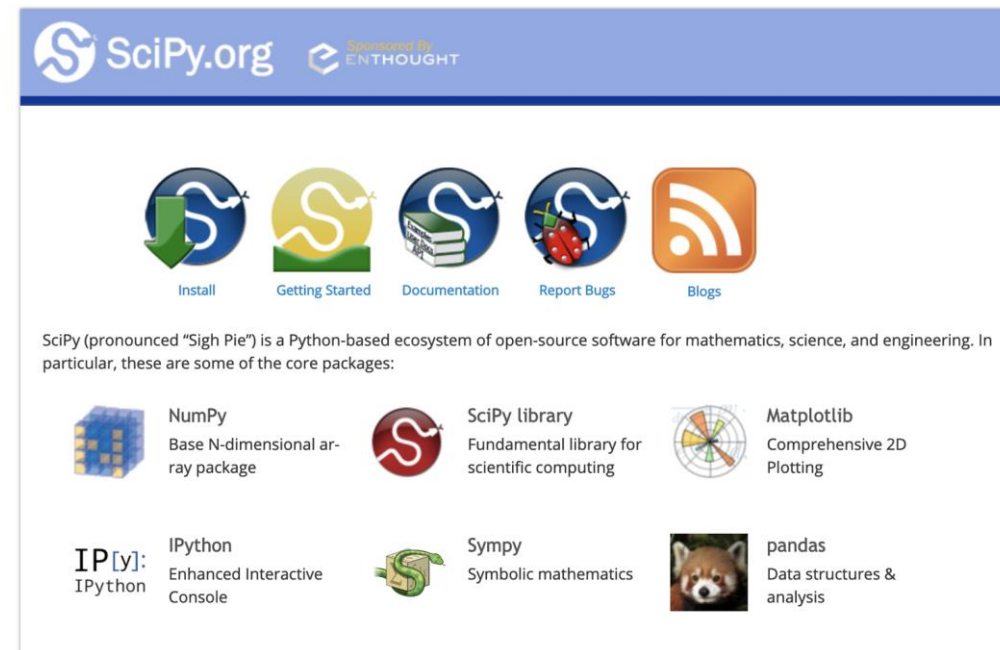 SciPy.org
Sponsored By
ENTHOUGHT
Install
Getting Started
Documentation
Report Bugs
Blogs
SciPy (pronounced “Sigh Pie”) is a Python-based ecosystem of open-source software for mathematics, science, and engineering. In
particular, these are some of the core packages:
NumPy
Base N-dimensional ar-
ray package
SciPy library
Fundamental library for
scientific computing
Matplotlib
Comprehensive 2D
Plotting
IP[y]:
IPython
IPython
Enhanced Interactive
Console
Sympy
Symbolic mathematics
pandas
Data structures &
analysis